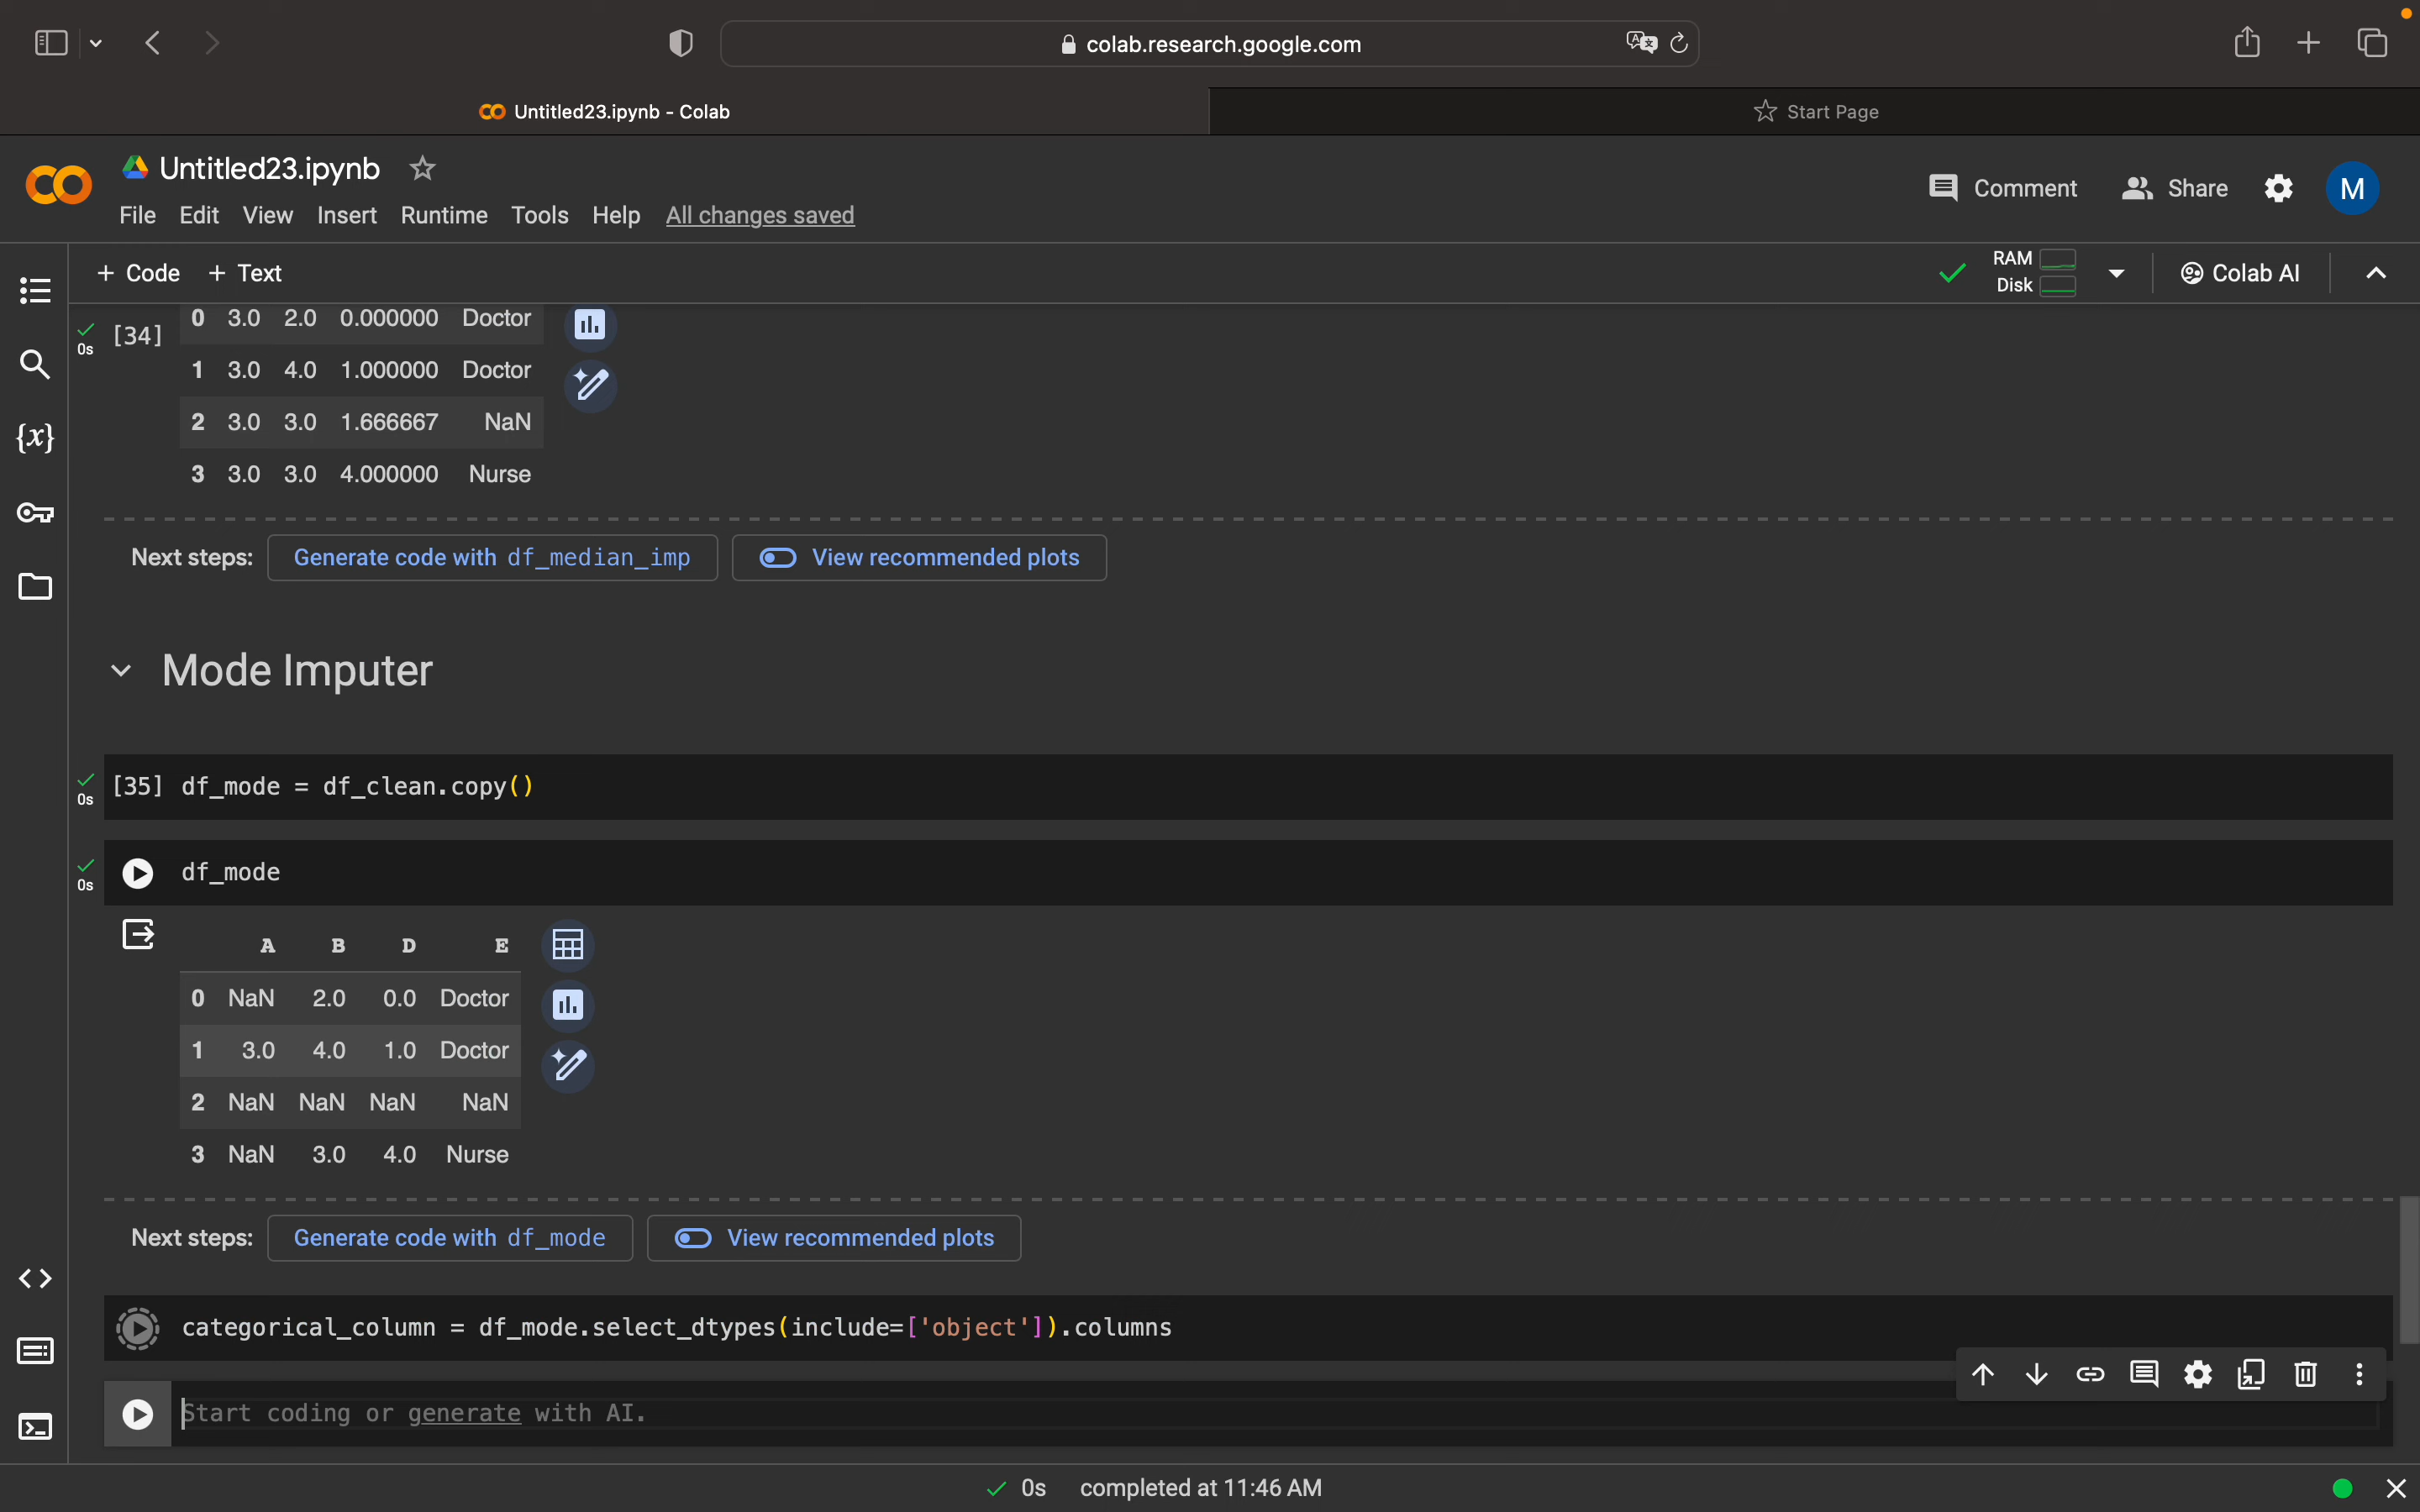 colab.research.google.com
Untitled23.ipynb - Colab
Start Page
Untitled23.ipynb
Comment
Share
M
File Edit View Insert Runtime Tools Help All changes saved
+ Code + Text
RAM
Disk
Colab AI
[34]
0s
0 3.0 2.0 0.000000 Doctor
1 3.0 4.0 1.000000 Doctor
2 3.0 3.0 1.666667 NaN
3 3.0 3.0 4.000000 Nurse
{x}
Next steps: Generate code with df_median_imp View recommended plots
Mode Imputer
0s
[35] df_mode = df_clean.copy()
0s
df_mode
A B D E
0 NaN 2.0 0.0 Doctor
1 3.0 4.0 1.0 Doctor
2 NaN NaN NaN NaN
3 NaN 3.0 4.0 Nurse
Next steps: Generate code with df_mode View recommended plots
categorical_column = df_mode.select_dtypes(include=['object']).columns
Start coding or generate with AI.
0s completed at 11:46 AM